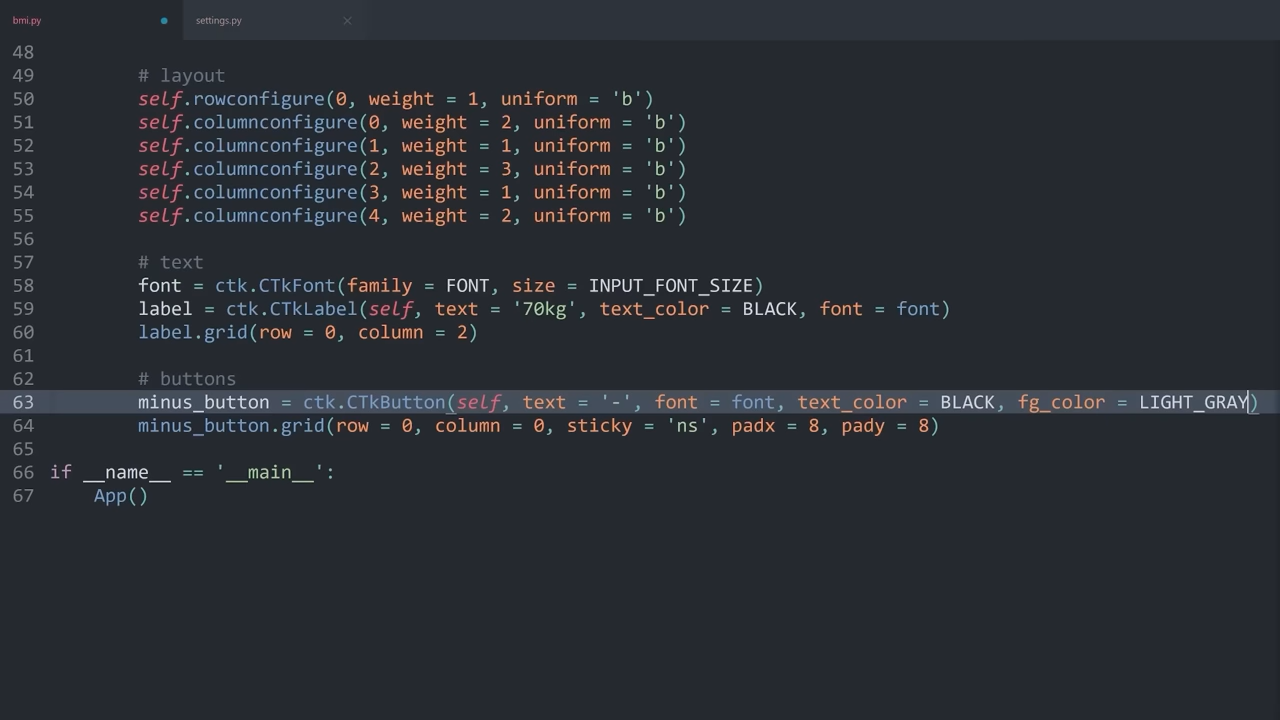 bmi.py settings.py
48
49 # layout
50 self.rowconfigure(0, weight = 1, uniform = 'b')
51 self.columnconfigure(0, weight = 2, uniform = 'b')
52 self.columnconfigure(1, weight = 1, uniform = 'b')
53 self.columnconfigure(2, weight = 3, uniform = 'b')
54 self.columnconfigure(3, weight = 1, uniform = 'b')
55 self.columnconfigure(4, weight = 2, uniform = 'b')
56
57 # text
58 font = ctk.CTkFont(family = FONT, size = INPUT_FONT_SIZE)
59 label = ctk.CTkLabel(self, text = '70kg', text_color = BLACK, font = font)
60 label.grid(row = 0, column = 2)
61
62 # buttons
63 minus_button = ctk.CTkButton(self, text = '-', font = font, text_color = BLACK, fg_color = LIGHT_GRAY)
64 minus_button.grid(row = 0, column = 0, sticky = 'ns', padx = 8, pady = 8)
65
66 if __name__ == '__main__':
67 App()